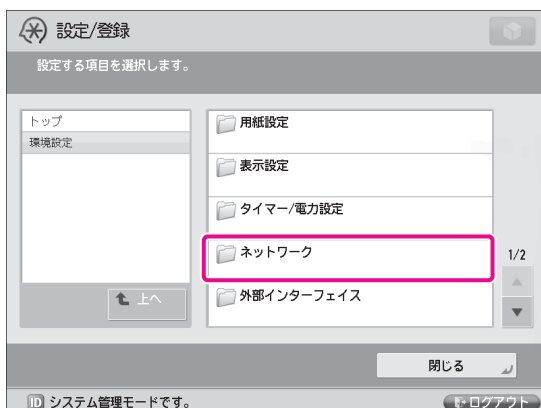 設定/登録
設定する項目を選択します。
トップ
環境設定
上へ
用紙設定
表示設定
タイマー/電力設定
ネットワーク
外部インターフェイス
1/2
閉じる
ID システム管理モードです。
ログアウト